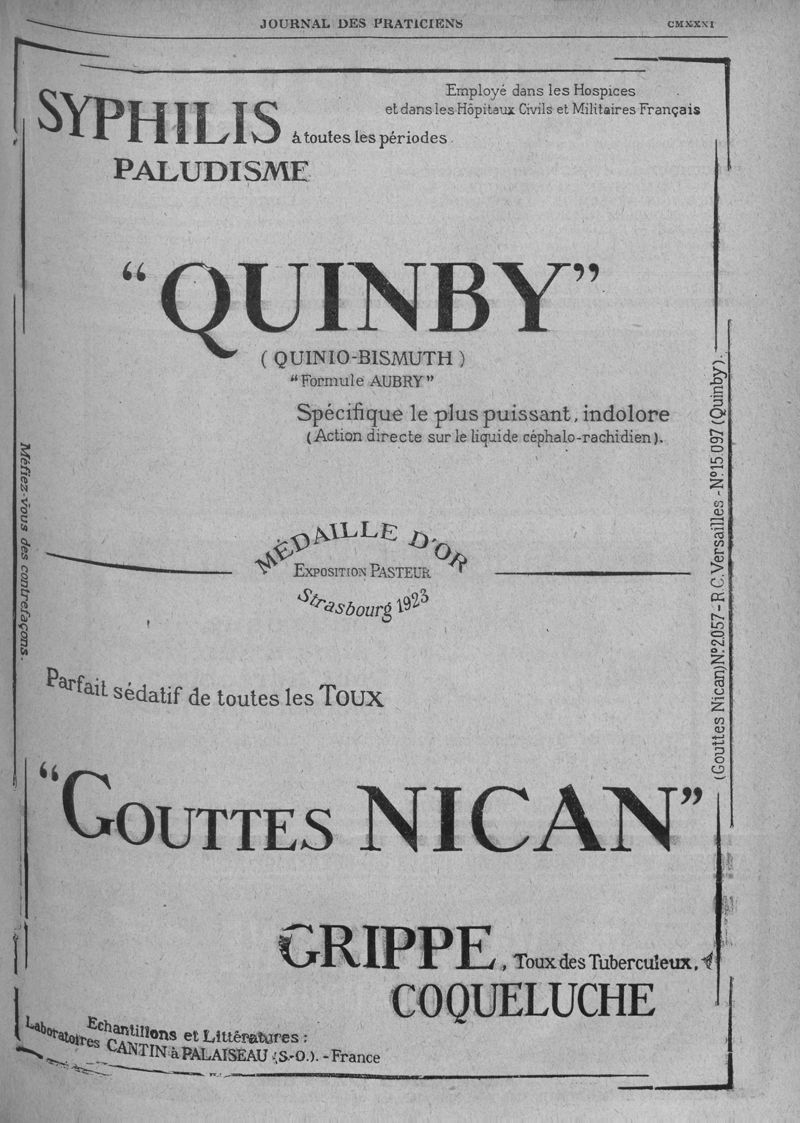 JOURNAL DES PRATICIENS
CMXXXI
Employé dans les Hospices
et dans les Hôpitaux Civils et Militaires Français
SYPHILIS à toutes les périodes
PALUDISME
“QUINBY”
(QUINIO-BISMUTH)
“Formule AUBRY”
Spécifique le plus puissant, indolore
(Action directe sur le liquide céphalo-rachidien).
Méfiez-vous des contrefaçons.
(Gouttes Nican) No. 2057 - R.C. Versailles - No. 15.097 (Quinby).
MÉDAILLE D'OR
EXPOSITION PASTEUR
Strasbourg 1923
Parfait sédatif de toutes les TOUX
“GOUTTES NICAN”
GRIPPE, Toux des Tuberculeux,
COQUELUCHE
Echantillons et Littératures :
Laboratoires CANTIN à PALAISEAU (S.-O.). - France